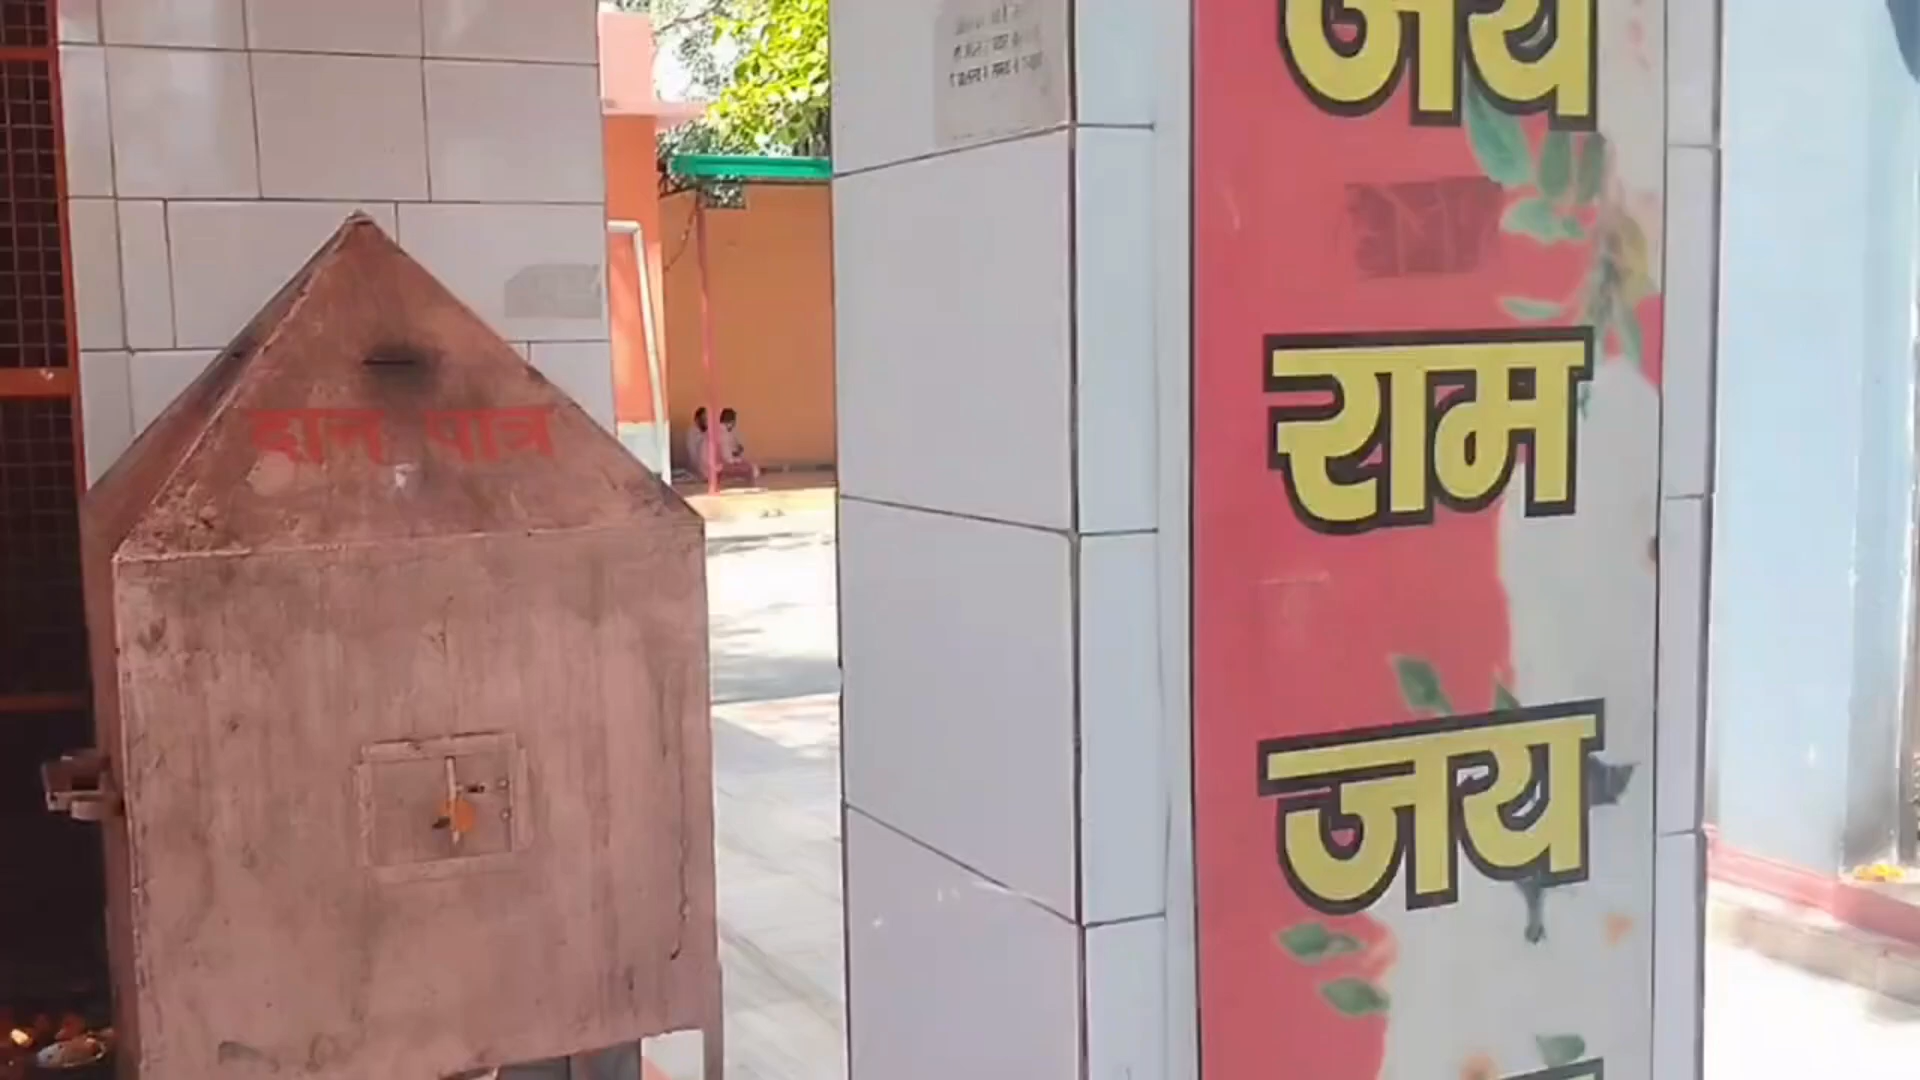 दान पात्र
जय
राम
जय